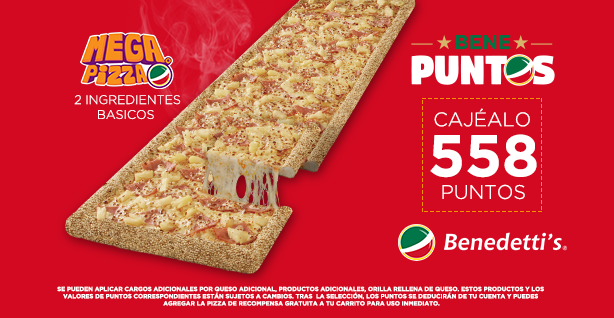 MEGA
PIZZA
2 INGREDIENTES
BASICOS
BENE
PUNTOS
CAJÉALO
558
PUNTOS
Benedetti's®
SE PUEDEN APLICAR CARGOS ADICIONALES POR QUESO ADICIONAL, PRODUCTOS ADICIONALES, ORILLA RELLENA DE QUESO. ESTOS PRODUCTOS Y LOS
VALORES DE PUNTOS CORRESPONDIENTES ESTÁN SUJETOS A CAMBIOS. TRAS LA SELECCIÓN, LOS PUNTOS SE DEDUCIRÁN DE TU CUENTA Y PUEDES
AGREGAR LA PIZZA DE RECOMPENSA GRATUITA A TU CARRITO PARA USO INMEDIATO.